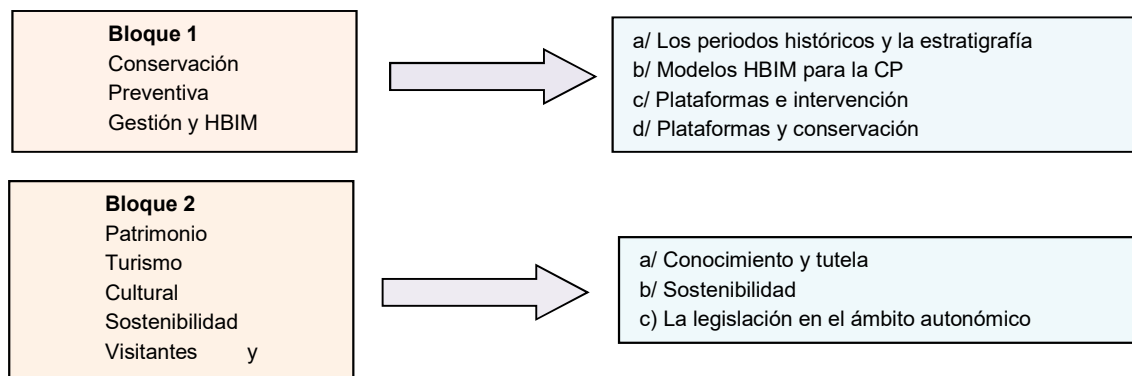 Bloque 1
Conservación
Preventiva
Gestión y HBIM
a/ Los periodos históricos y la estratigrafía
b/ Modelos HBIM para la CP
c/ Plataformas e intervención
d/ Plataformas y conservación
Bloque 2
Patrimonio
Turismo
Cultural
Sostenibilidad
Visitantes y
a/ Conocimiento y tutela
b/ Sostenibilidad
c) La legislación en el ámbito autonómico